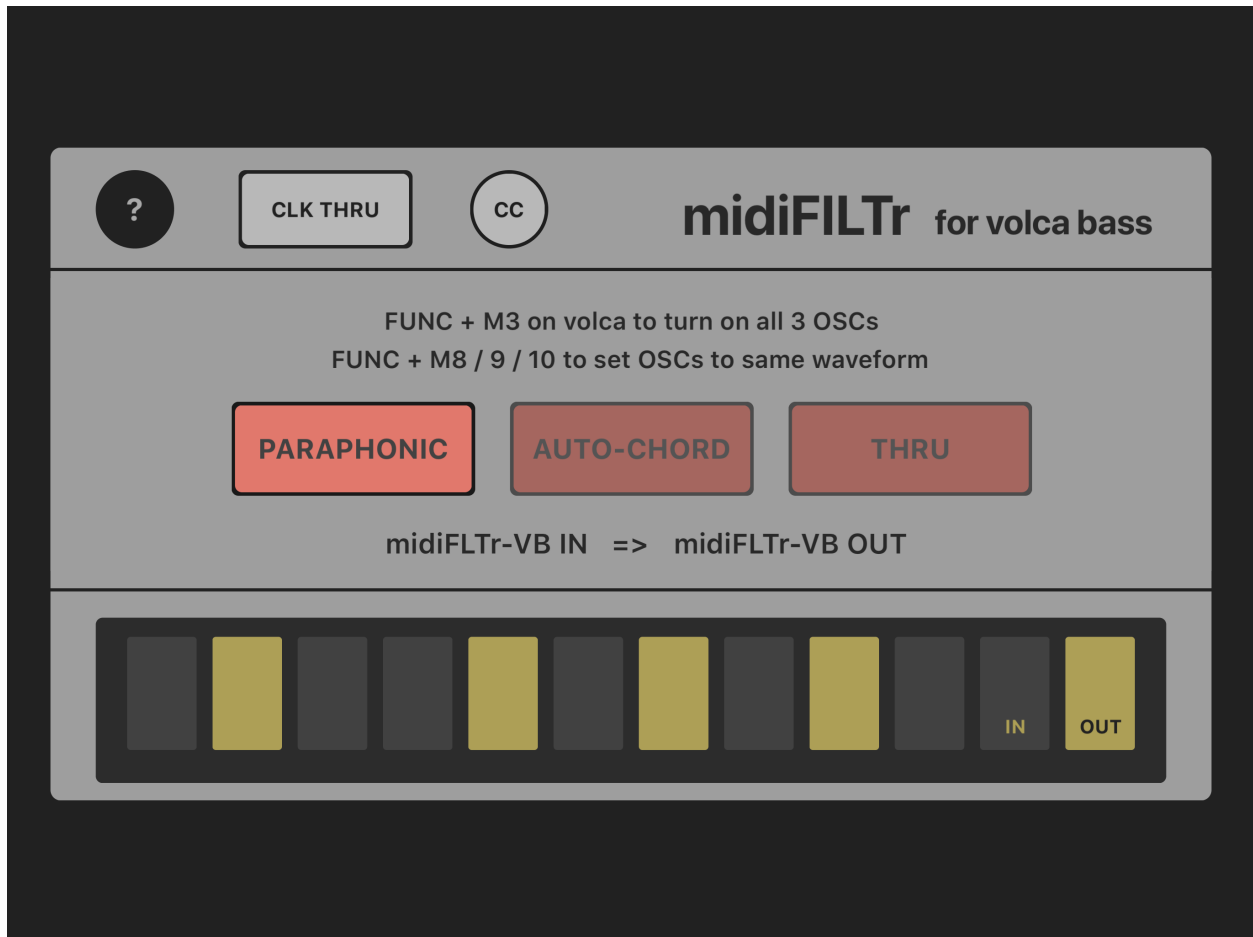 ?
CLK THRU
CC
midiFILTr for volca bass
FUNC + M3 on volca to turn on all 3 OSCs
FUNC + M8 / 9 / 10 to set OSCs to same waveform
PARAPHONIC
AUTO-CHORD
THRU
midiFLTr-VB IN => midiFLTr-VB OUT
IN
OUT